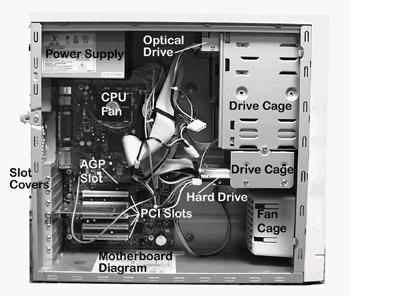 Optical
Drive
Power Supply
CPU
Fan
Drive Cage
AGP
Slot
Drive Cage
Slot
Covers
Hard Drive
PCI Slots
Fan
Cage
Motherboard
Diagram